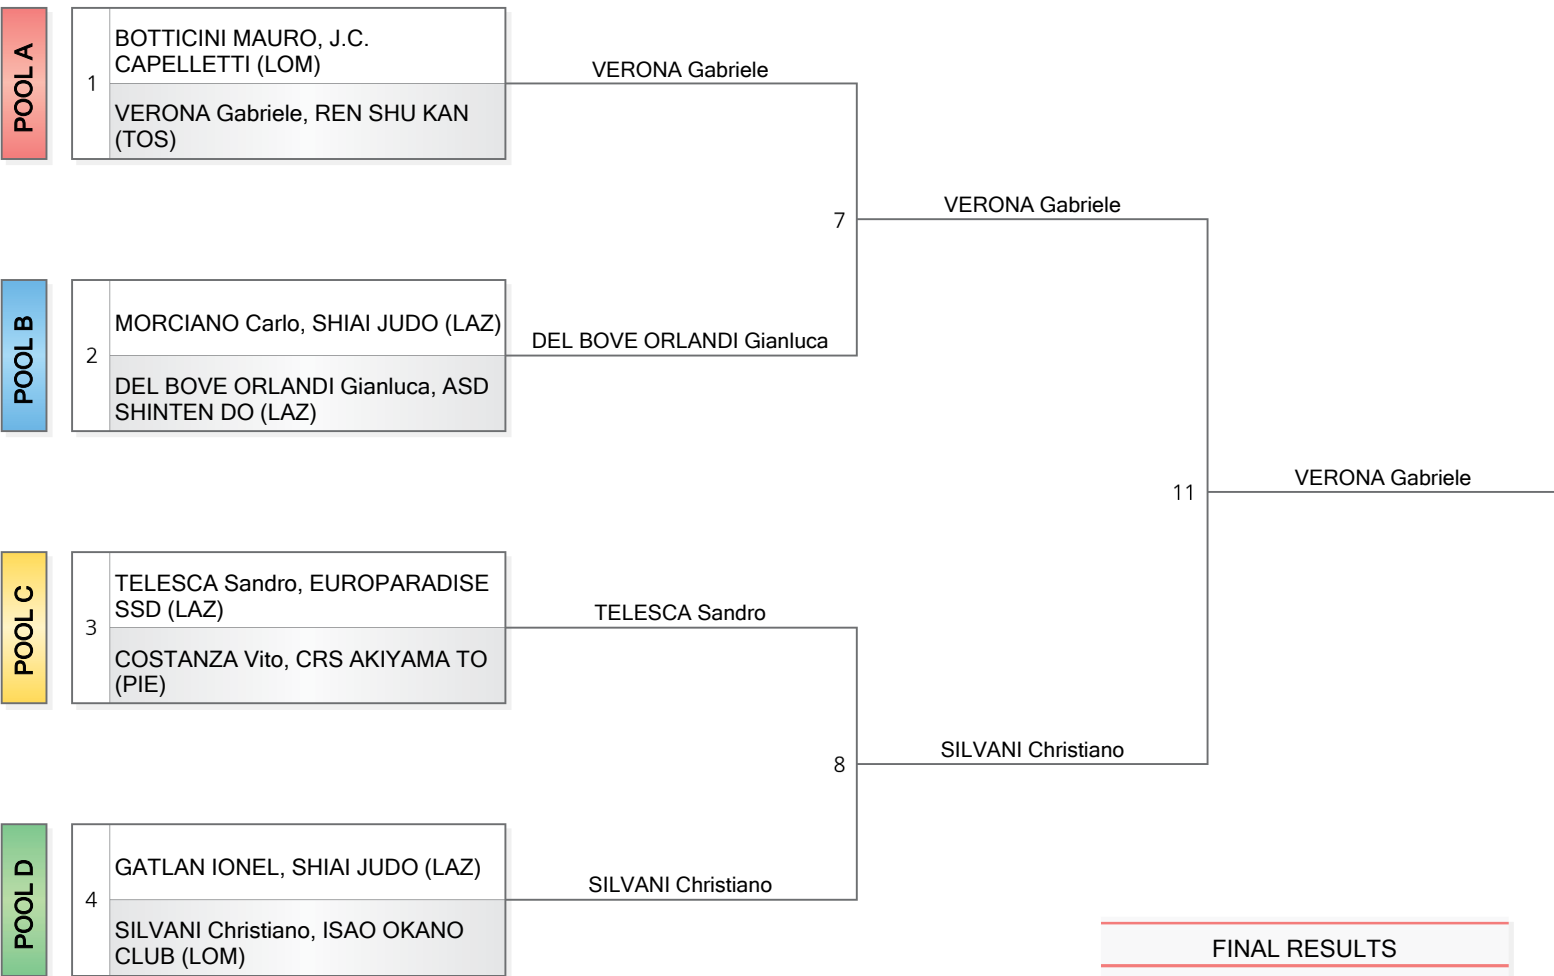 POOL A
1
BOTTICINI MAURO, J.C.
CAPELLETTI (LOM)
VERONA Gabriele, REN SHU KAN
(TOS)
VERONA Gabriele
7
VERONA Gabriele
POOL B
2
MORCIANO Carlo, SHIAI JUDO (LAZ)
DEL BOVE ORLANDI Gianluca, ASD
SHINTEN DO (LAZ)
DEL BOVE ORLANDI Gianluca
11
VERONA Gabriele
POOL C
3
TELESCA Sandro, EUROPARADISE
SSD (LAZ)
COSTANZA Vito, CRS AKIYAMA TO
(PIE)
TELESCA Sandro
8
SILVANI Christiano
POOL D
4
GATLAN IONEL, SHIAI JUDO (LAZ)
SILVANI Christiano, ISAO OKANO
CLUB (LOM)
SILVANI Christiano
FINAL RESULTS